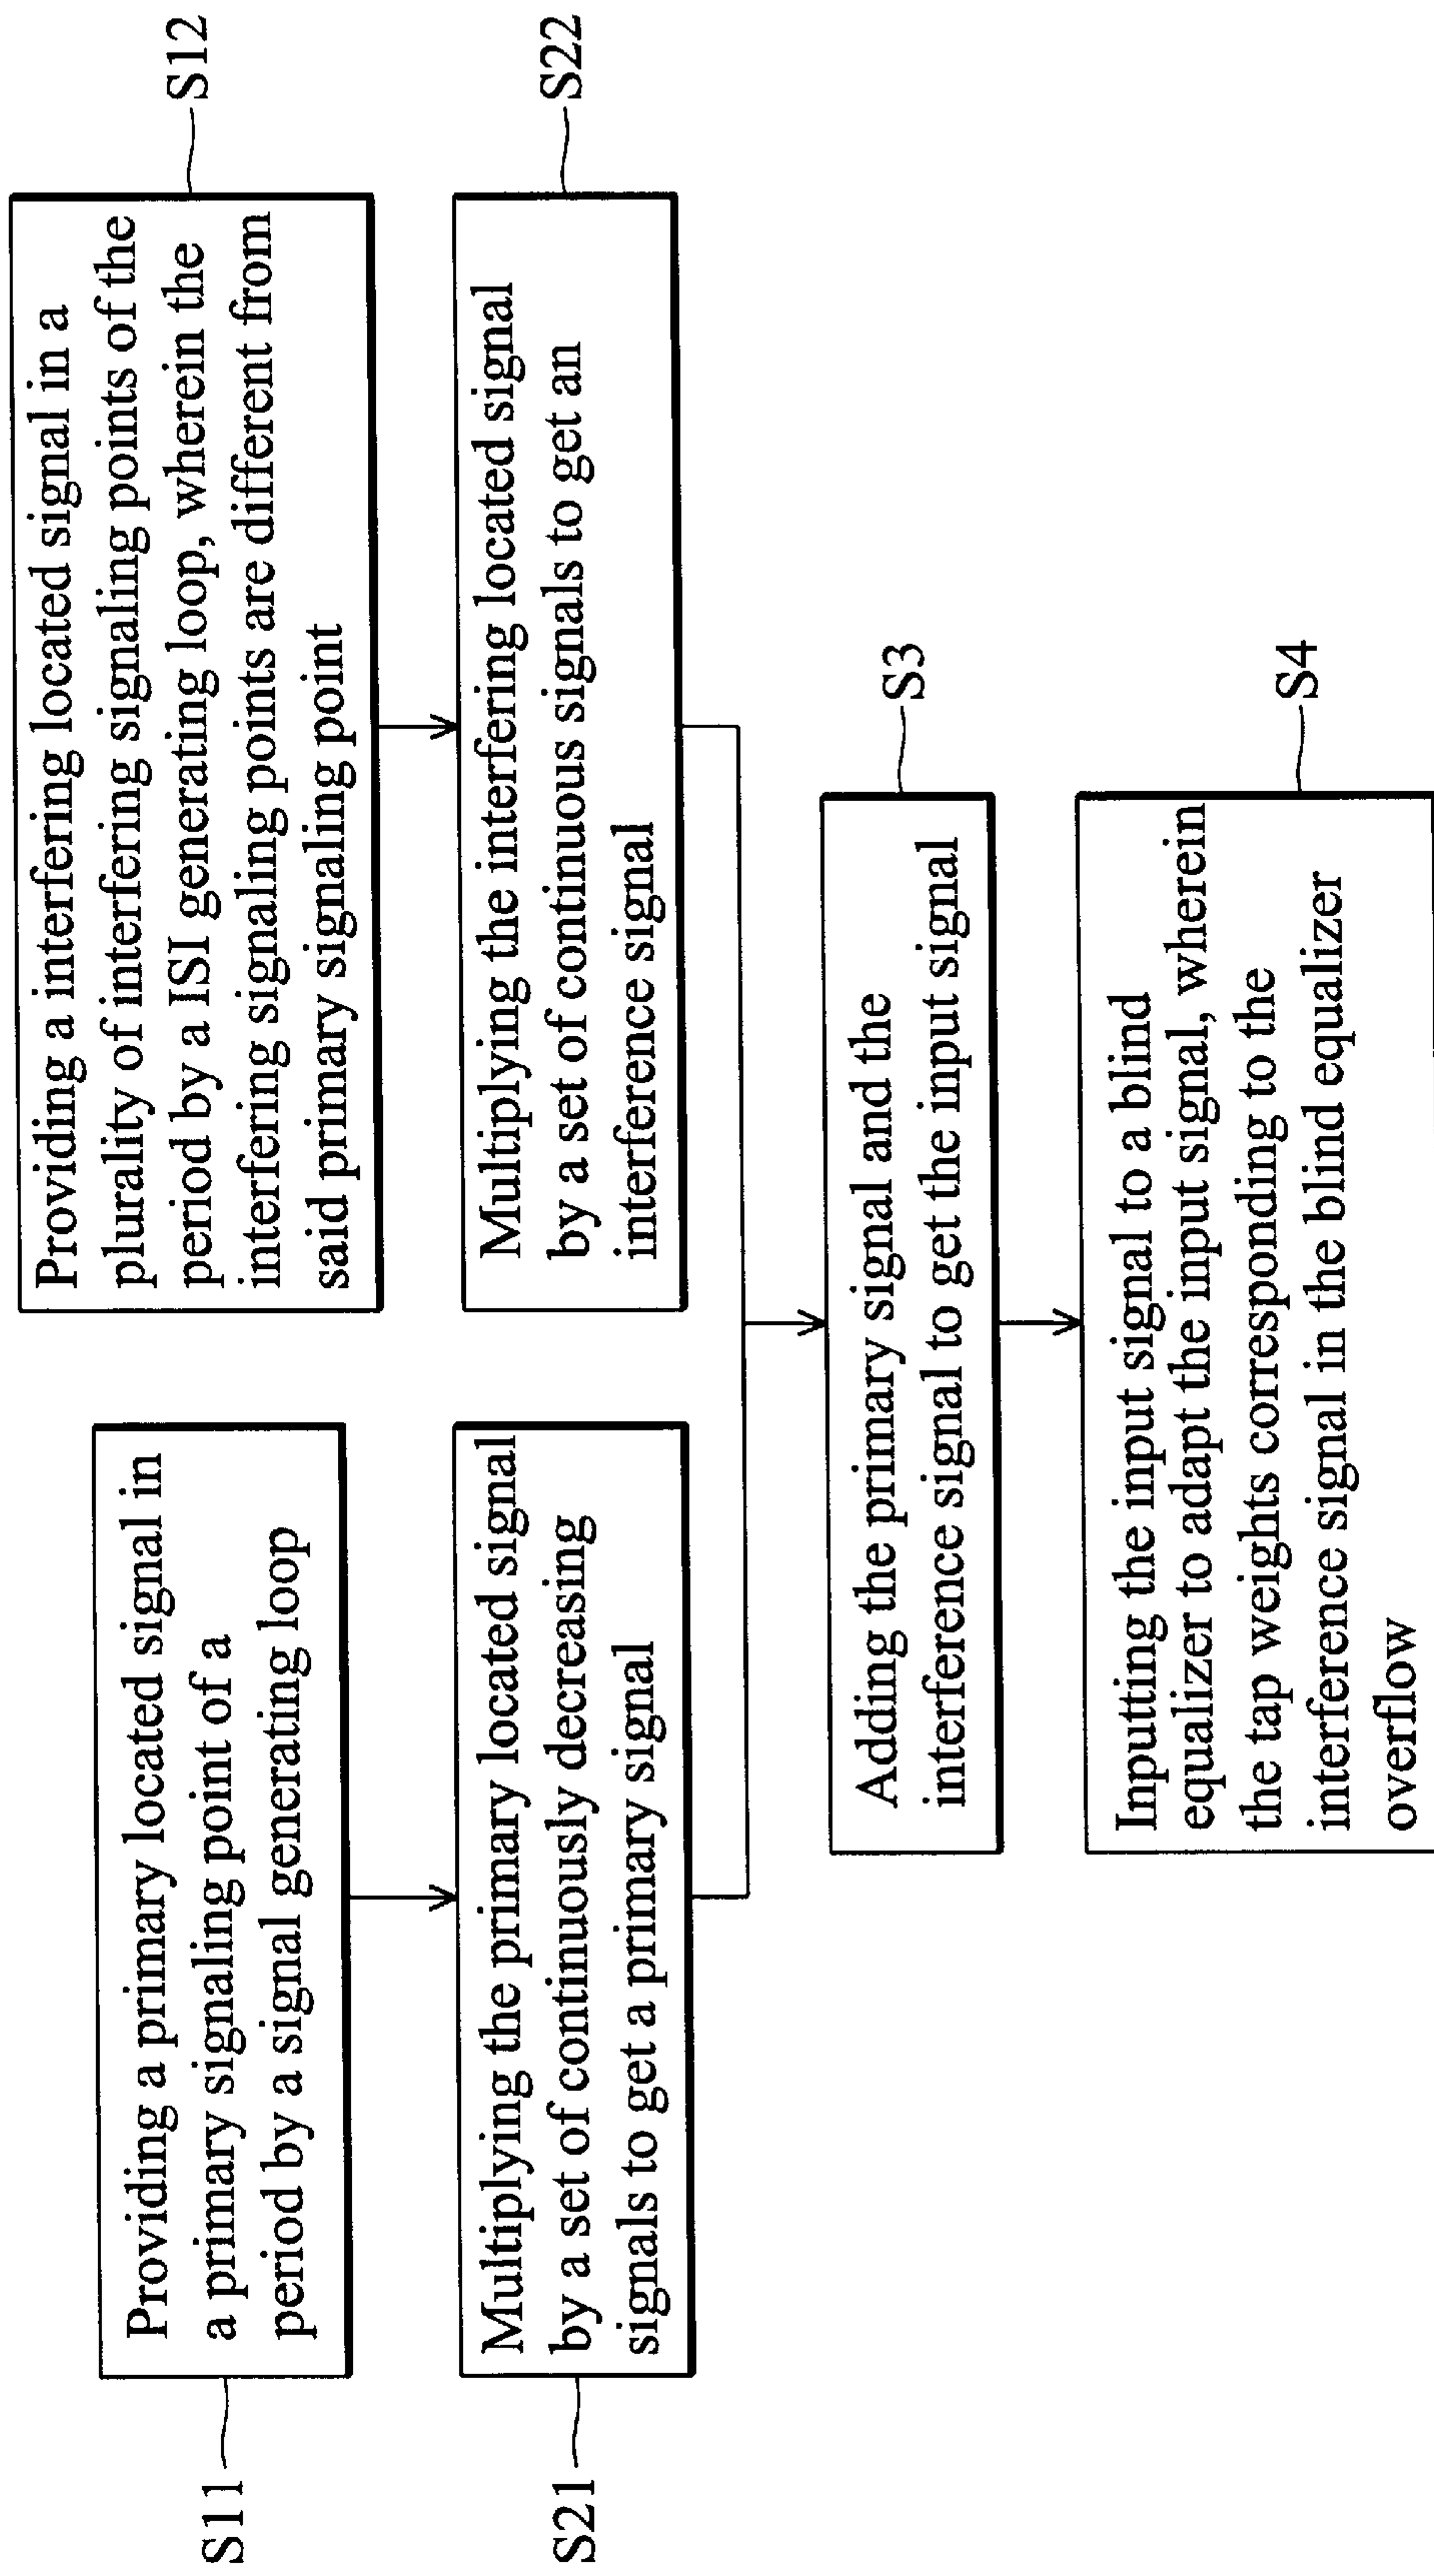 S11
Providing a primary located signal in
a primary signaling point of a
period by a signal generating loop
Providing a interfering located signal in a
plurality of interfering signaling points of the
period by a ISI generating loop, wherein the
interfering signaling points are different from
said primary signaling point
S12
S21
Multiplying the primary located signal
by a set of continuously decreasing
signals to get a primary signal
Multiplying the interfering located signal
by a set of continuous signals to get an
interference signal
S22
Adding the primary signal and the
interference signal to get the input signal
S3
Inputting the input signal to a blind
equalizer to adapt the input signal, wherein
the tap weights corresponding to the
interference signal in the blind equalizer
overflow
S4